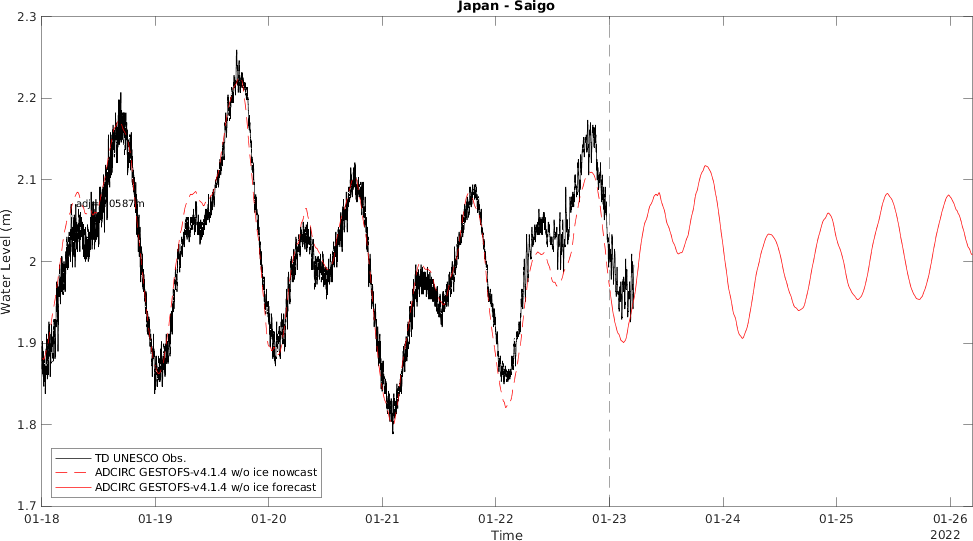 Japan - Saigo
2.3
2.2
2.1
2
1.9
1.8
1.7
Water Level (m)
TD UNESCO Obs.
ADCIRC GESTOFS-v4.1.4 w/o ice nowcast
ADCIRC GESTOFS-v4.1.4 w/o ice forecast
01-18 01-19 01-20 01-21 01-22 01-23 01-24 01-25 01-26
Time
2022